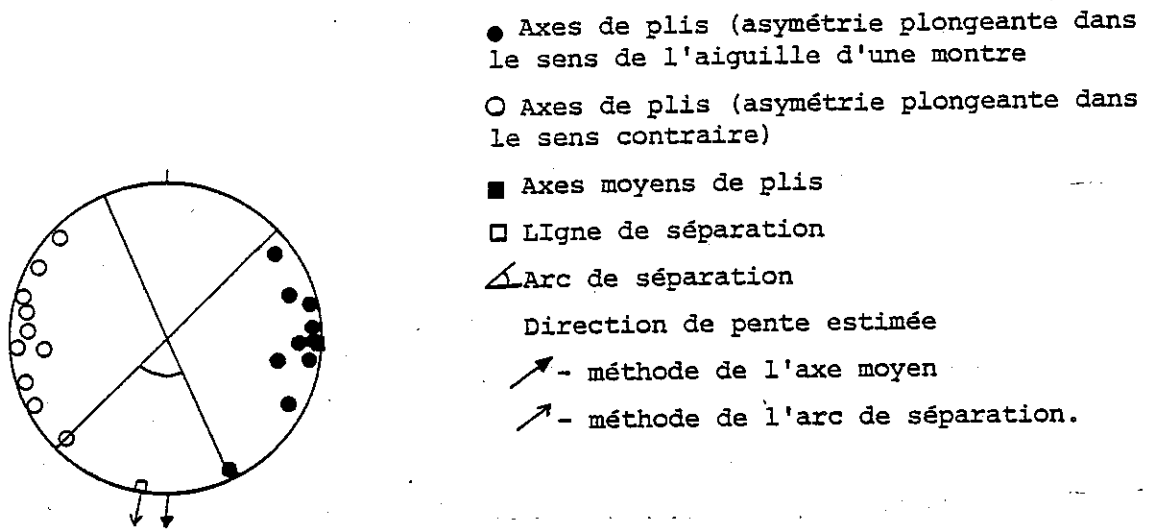 ● Axes de plis (asymétrie plongeante dans
le sens de l'aiguille d'une montre
○ Axes de plis (asymétrie plongeante dans
le sens contraire)
■ Axes moyens de plis
□ LIgne de séparation
Arc de séparation
Direction de pente estimée
- méthode de l'axe moyen
- méthode de l'arc de séparation.